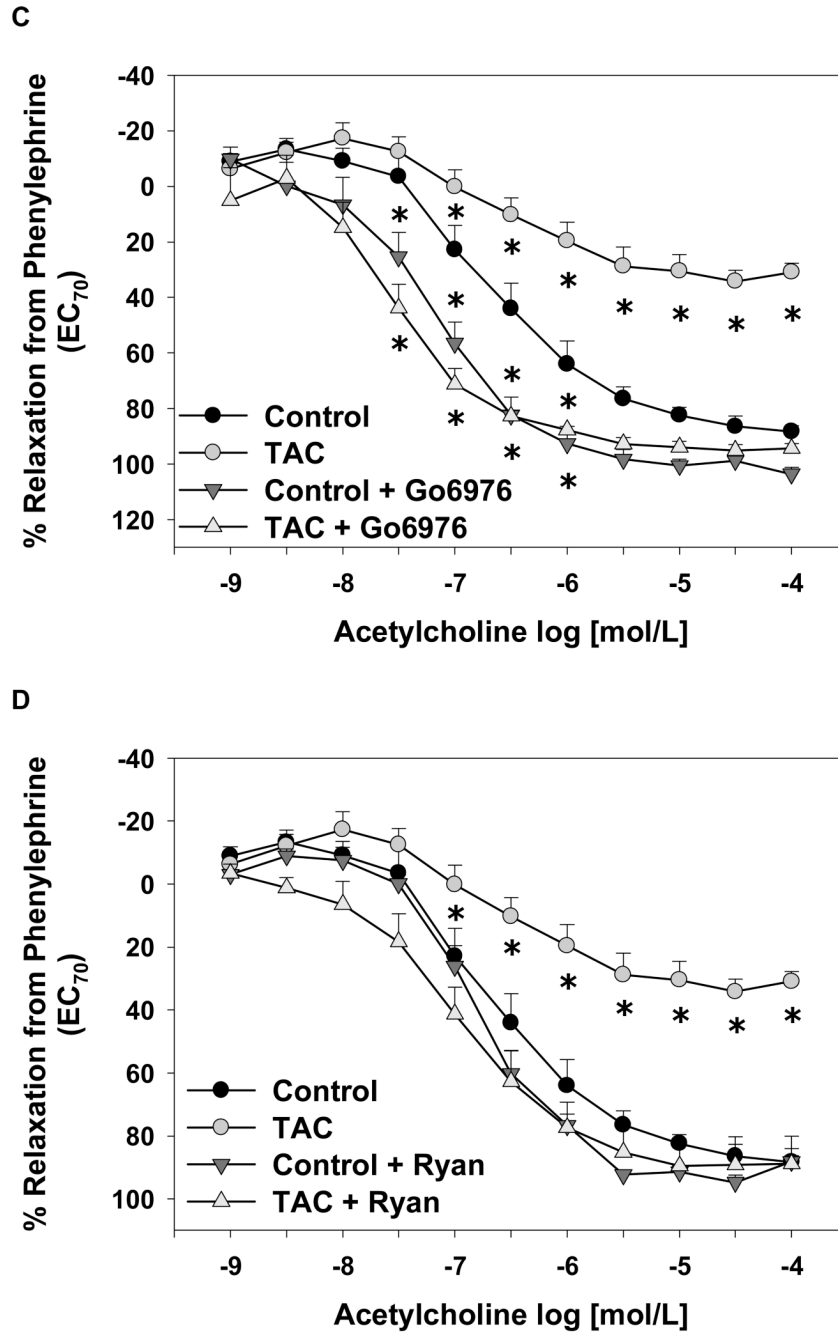 C
% Relaxation from Phenylephrine
(EC70)
-40
-20
0
20
40
60
80
100
120
* * * * * * * *
* * * *
* * * *
Control
TAC
Control + Go6976
TAC + Go6976
-9 -8 -7 -6 -5 -4
Acetylcholine log [mol/L]
D
% Relaxation from Phenylephrine
(EC70)
-40
-20
0
20
40
60
80
100
* * * * * * *
Control
TAC
Control + Ryan
TAC + Ryan
-9 -8 -7 -6 -5 -4
Acetylcholine log [mol/L]